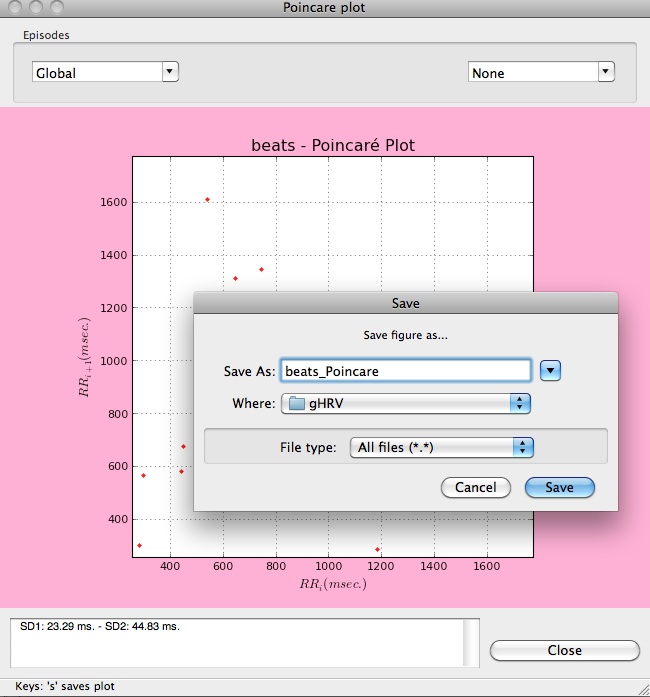 Poincare plot
Episodes
Global
None
beats - Poincaré Plot
1600
1400
1200
1000
800
600
400
RR_{i+1}(msec.)
400 600 800 1000 1200 1400 1600
RR_i(msec.)
Save
Save figure as...
Save As: beats_Poincare
Where: gHRV
File type: All files (*.*)
Cancel Save
SD1: 23.29 ms. - SD2: 44.83 ms.
Close
Keys: 's' saves plot